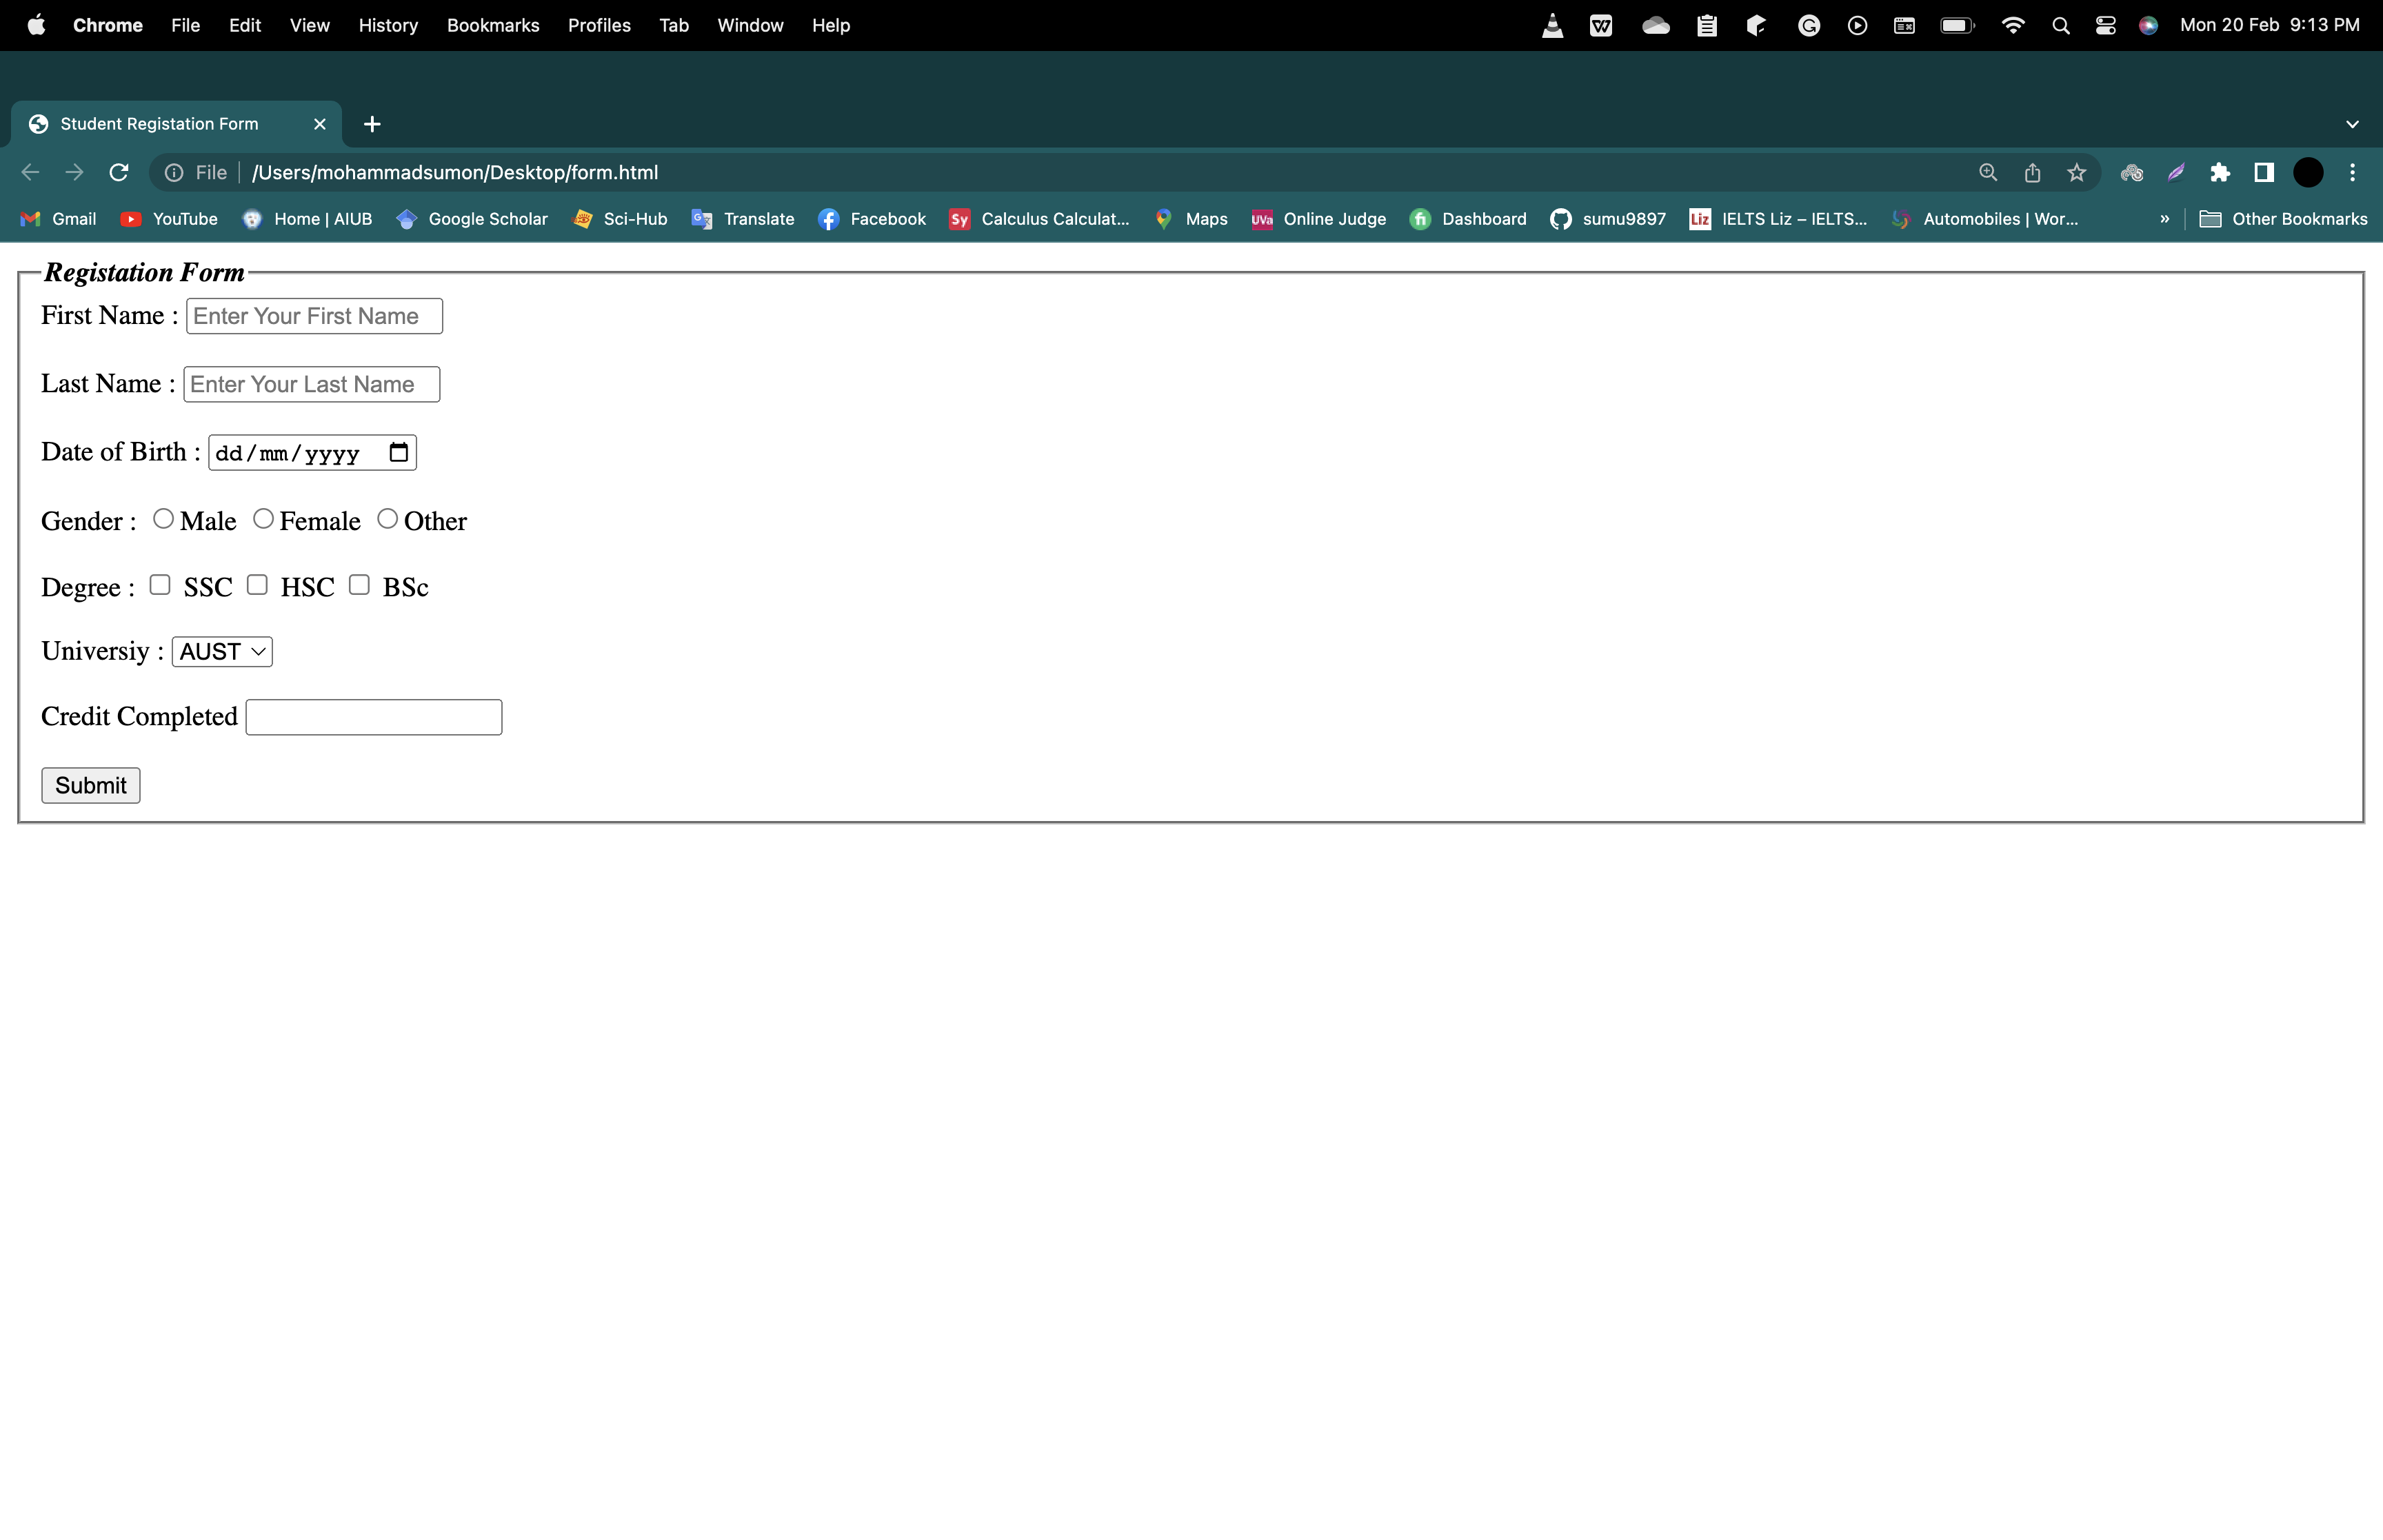 Chrome File Edit View History Bookmarks Profiles Tab Window Help Mon 20 Feb 9:13 PM
Student Registation Form
File /Users/mohammadsumon/Desktop/form.html
Gmail YouTube Home | AIUB Google Scholar Sci-Hub Translate Facebook Sy Calculus Calculat... Maps UVa Online Judge fi Dashboard sumu9897 Liz IELTS Liz – IELTS... Automobiles | Wor... » Other Bookmarks
Registation Form
First Name : Enter Your First Name
Last Name : Enter Your Last Name
Date of Birth : dd/mm/yyyy
Gender : Male Female Other
Degree : SSC HSC BSc
Universiy : AUST
Credit Completed
Submit